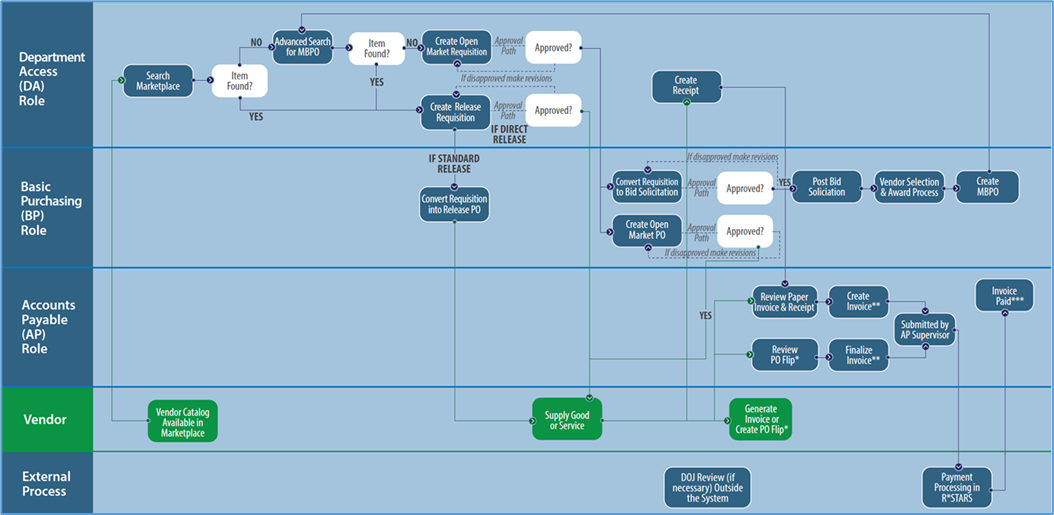 Department
Access
(DA)
Role
Search
Marketplace
Item
Found?
NO
YES
Advanced Search
for MBPO
Item
Found?
NO
YES
Create Open
Market Requisition
Approval
Path
Approved?
If disapproved make revisions
Create Release
Requisition
Approval
Path
Approved?
IF DIRECT
RELEASE
IF STANDARD
RELEASE
Create
Receipt
Basic
Purchasing
(BP)
Role
Convert Requisition
into Release PO
If disapproved make revisions
Convert Requisition
to Bid Solicitation
Approval
Path
Approved?
YES
Post Bid
Soliciation
Vendor Selection
& Award Process
Create
MBPO
Create Open
Market PO
Approval
Path
Approved?
If disapproved make revisions
Accounts
Payable
(AP)
Role
YES
Review Paper
Invoice & Receipt
Create
Invoice**
Review
PO Flip*
Finalize
Invoice**
Submitted by
AP Supervisor
Invoice
Paid***
Vendor
Vendor Catalog
Available in
Marketplace
Supply Good
or Service
Generate
Invoice or
Create PO Flip*
External
Process
DOJ Review (if
necessary) Outside
the System
Payment
Processing in
R*STARS